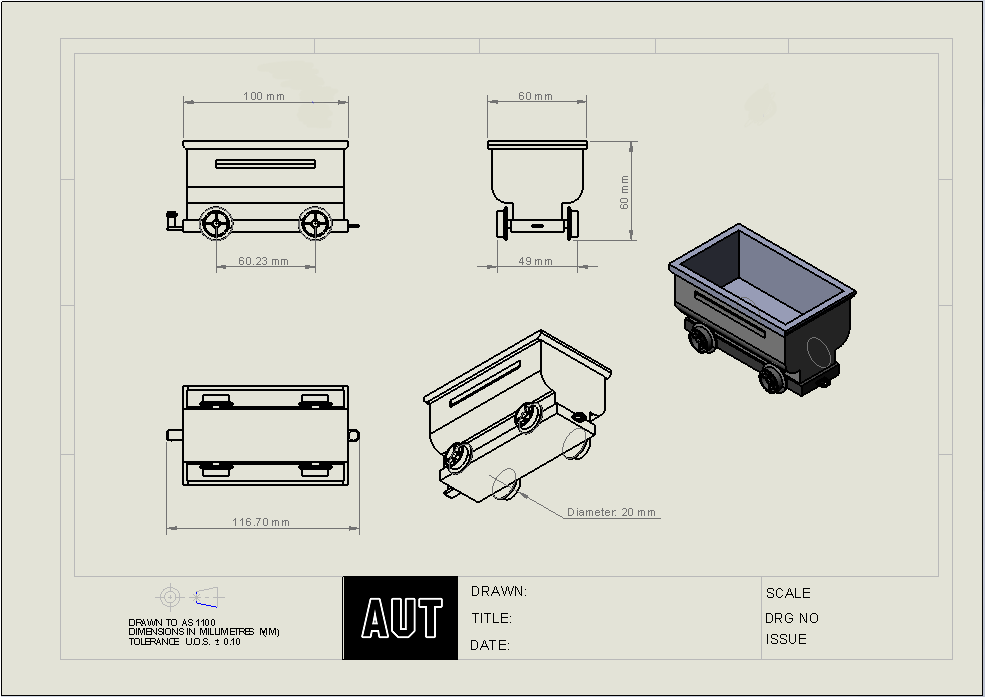 100 mm
60 mm
60 mm
60.23 mm
49 mm
116.70 mm
Diameter: 20 mm
DRAWN TO AS 1100
DIMENSIONS IN MILLIMETRES (MM)
TOLERANCE U.O.S. ± 0.10
AUT
DRAWN:
TITLE:
DATE:
SCALE
DRG NO
ISSUE